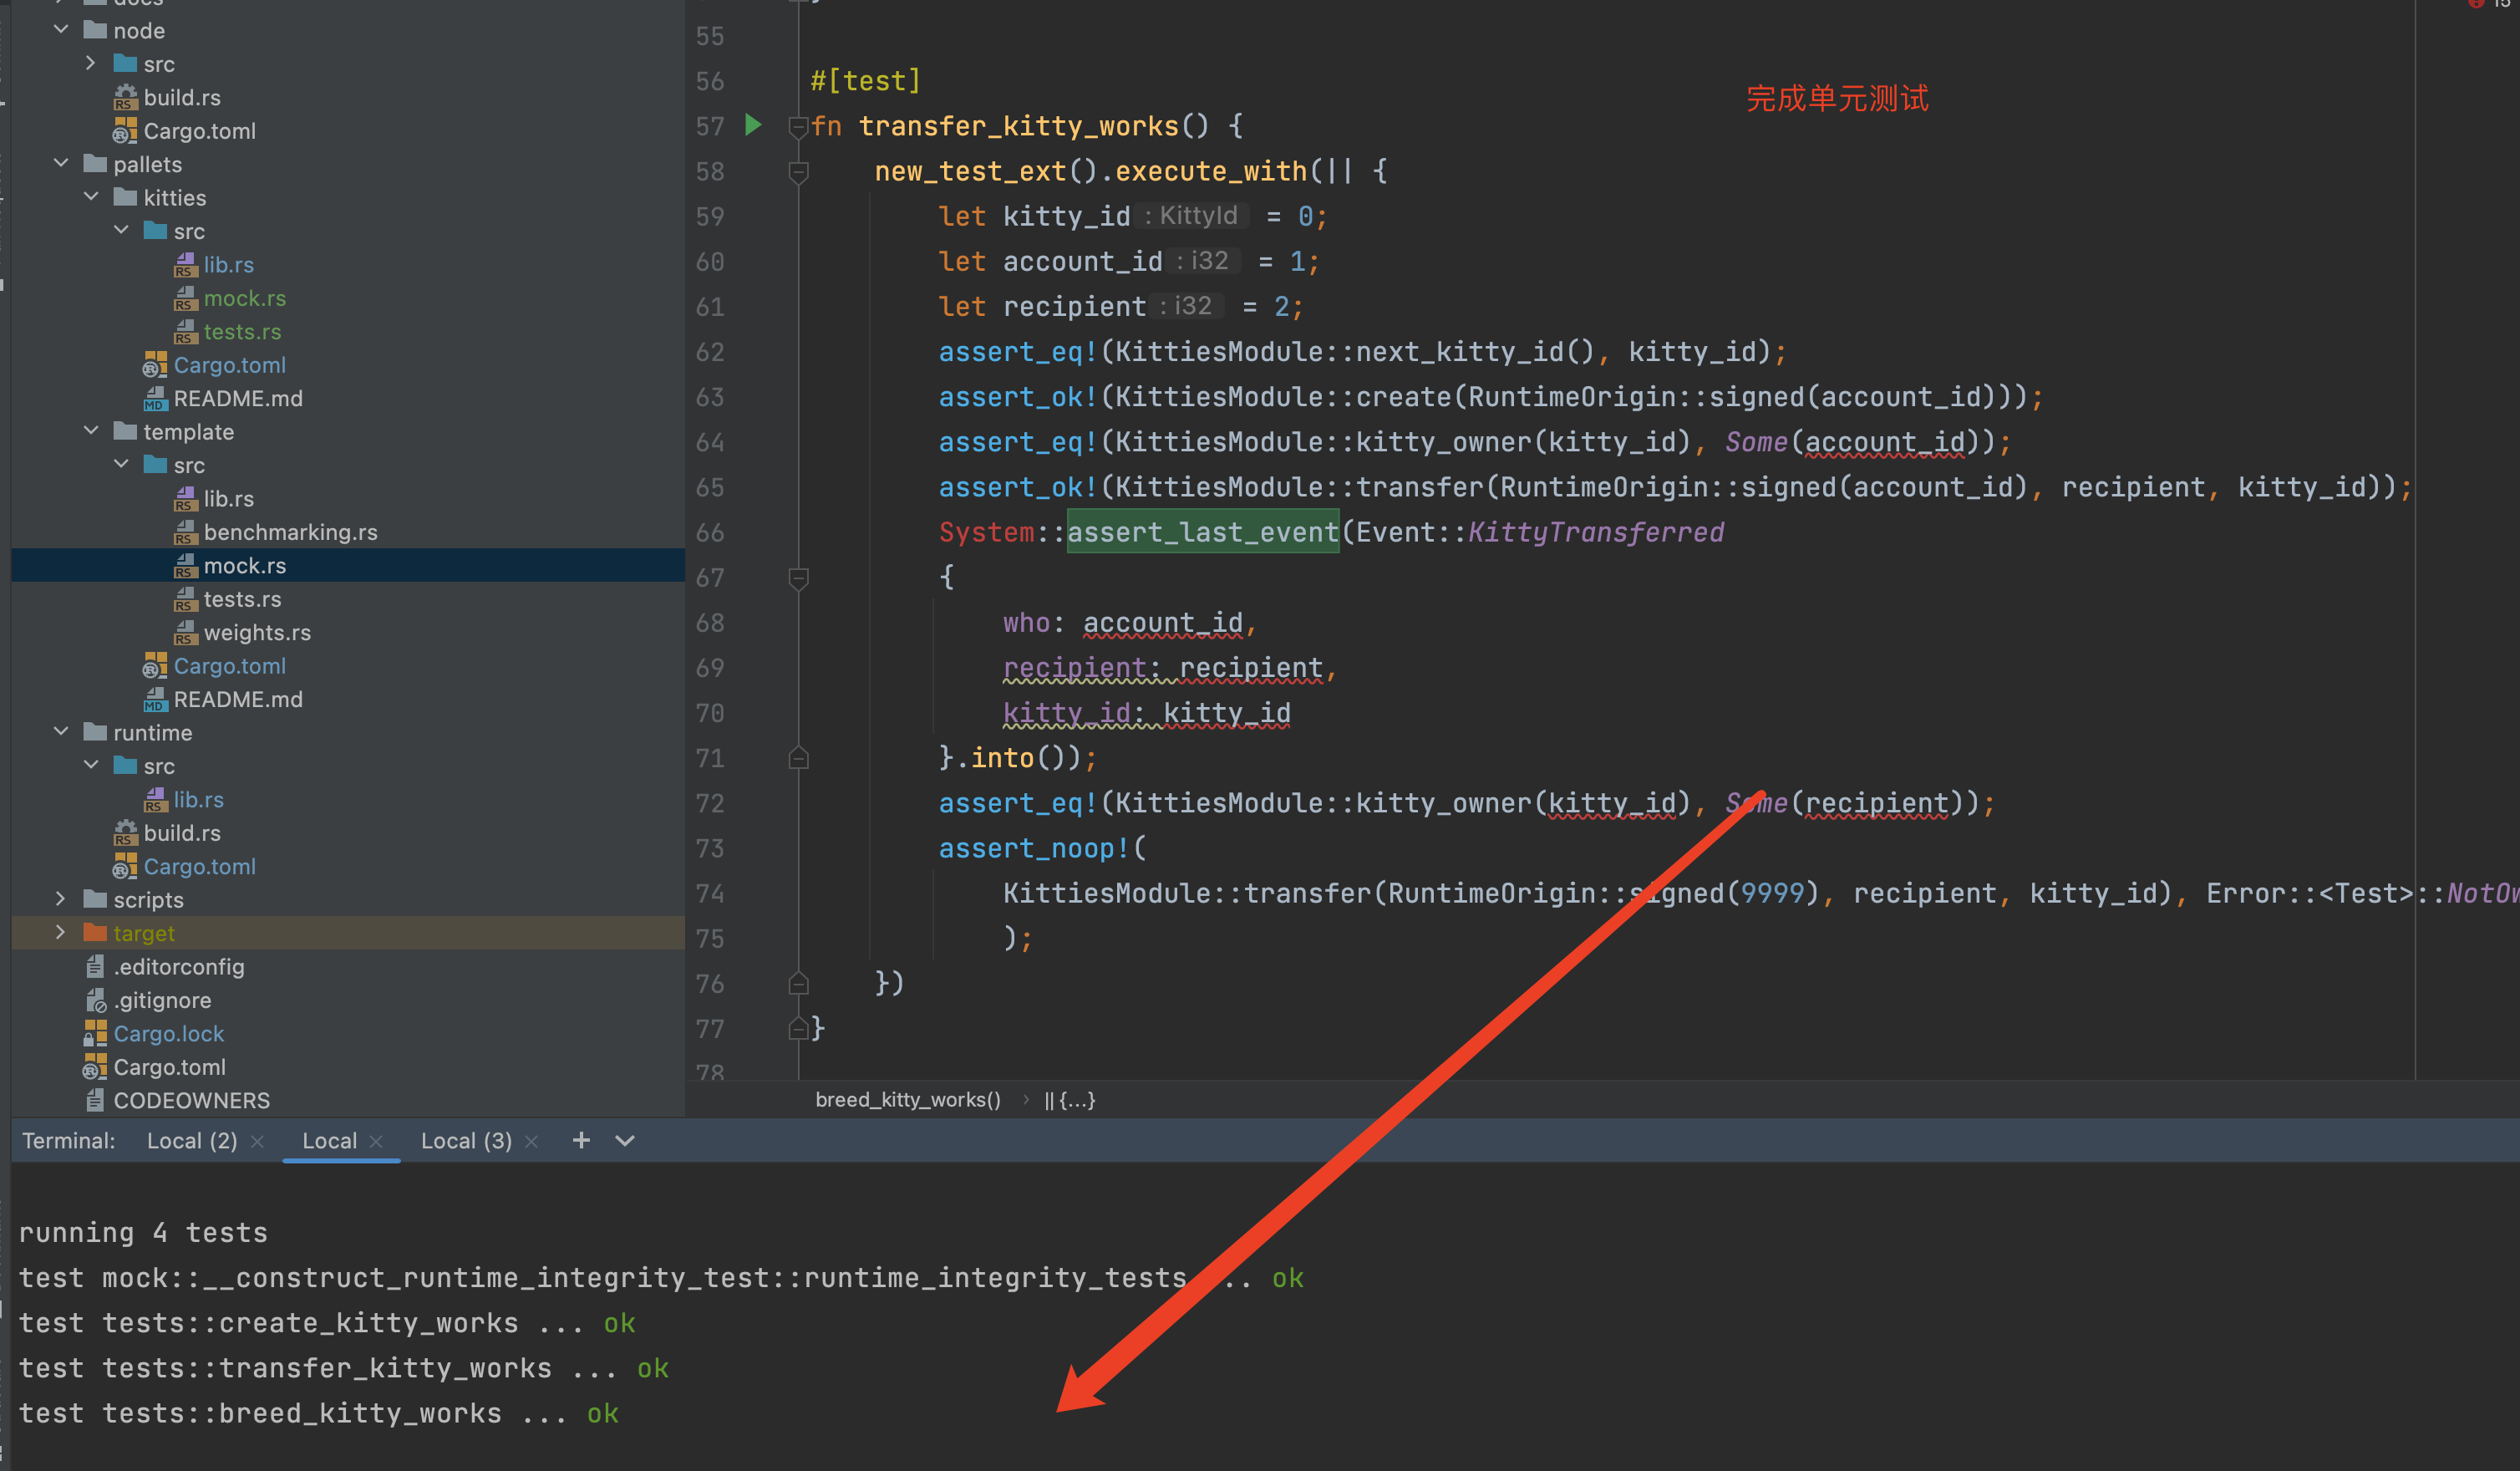 docs
node
src
build.rs
Cargo.toml
pallets
kitties
src
lib.rs
mock.rs
tests.rs
Cargo.toml
README.md
template
src
lib.rs
benchmarking.rs
mock.rs
tests.rs
weights.rs
Cargo.toml
README.md
runtime
src
lib.rs
build.rs
Cargo.toml
scripts
target
.editorconfig
.gitignore
Cargo.lock
Cargo.toml
CODEOWNERS
15
完成单元测试
55
56 #[test]
57 fn transfer_kitty_works() {
58 new_test_ext().execute_with(|| {
59 let kitty_id : KittyId = 0;
60 let account_id : i32 = 1;
61 let recipient : i32 = 2;
62 assert_eq!(KittiesModule::next_kitty_id(), kitty_id);
63 assert_ok!(KittiesModule::create(RuntimeOrigin::signed(account_id)));
64 assert_eq!(KittiesModule::kitty_owner(kitty_id), Some(account_id));
65 assert_ok!(KittiesModule::transfer(RuntimeOrigin::signed(account_id), recipient, kitty_id));
66 System::assert_last_event(Event::KittyTransferred
67 {
68 who: account_id,
69 recipient: recipient,
70 kitty_id: kitty_id
71 }.into());
72 assert_eq!(KittiesModule::kitty_owner(kitty_id), Some(recipient));
73 assert_noop!(
74 KittiesModule::transfer(RuntimeOrigin::signed(9999), recipient, kitty_id), Error::<Test>::
75 );
76 })
77 }
78
breed_kitty_works() › || {...}
Terminal: Local (2) × Local × Local (3) × +
running 4 tests
test mock::__construct_runtime_integrity_test::runtime_integrity_tests ... ok
test tests::create_kitty_works ... ok
test tests::transfer_kitty_works ... ok
test tests::breed_kitty_works ... ok